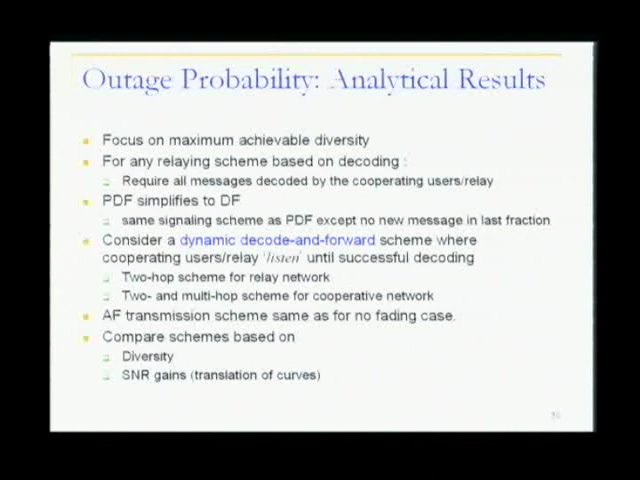 Outage Probability: Analytical Results
Focus on maximum achievable diversity
For any relaying scheme based on decoding :
Require all messages decoded by the cooperating users/relay
PDF simplifies to DF
same signaling scheme as PDF except no new message in last fraction
Consider a dynamic decode-and-forward scheme where
cooperating users/relay 'listen' until successful decoding
Two-hop scheme for relay network
Two- and multi-hop scheme for cooperative network
AF transmission scheme same as for no fading case.
Compare schemes based on
Diversity
SNR gains (translation of curves)